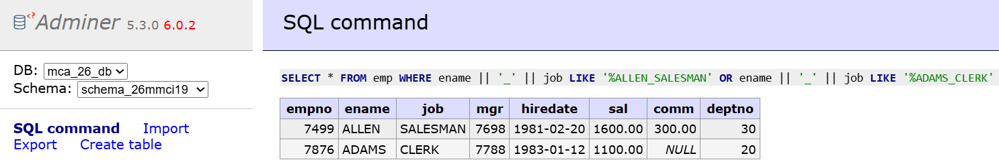 Adminer 5.3.0 6.0.2
DB: mca_26_db
Schema: schema_26mmci19
SQL command Import
Export Create table
SQL command
SELECT * FROM emp WHERE ename || '_' || job LIKE '%ALLEN_SALESMAN' OR ename || '_' || job LIKE '%ADAMS_CLERK'
empno ename job mgr hiredate sal comm deptno
7499 ALLEN SALESMAN 7698 1981-02-20 1600.00 300.00 30
7876 ADAMS CLERK 7788 1983-01-12 1100.00 NULL 20